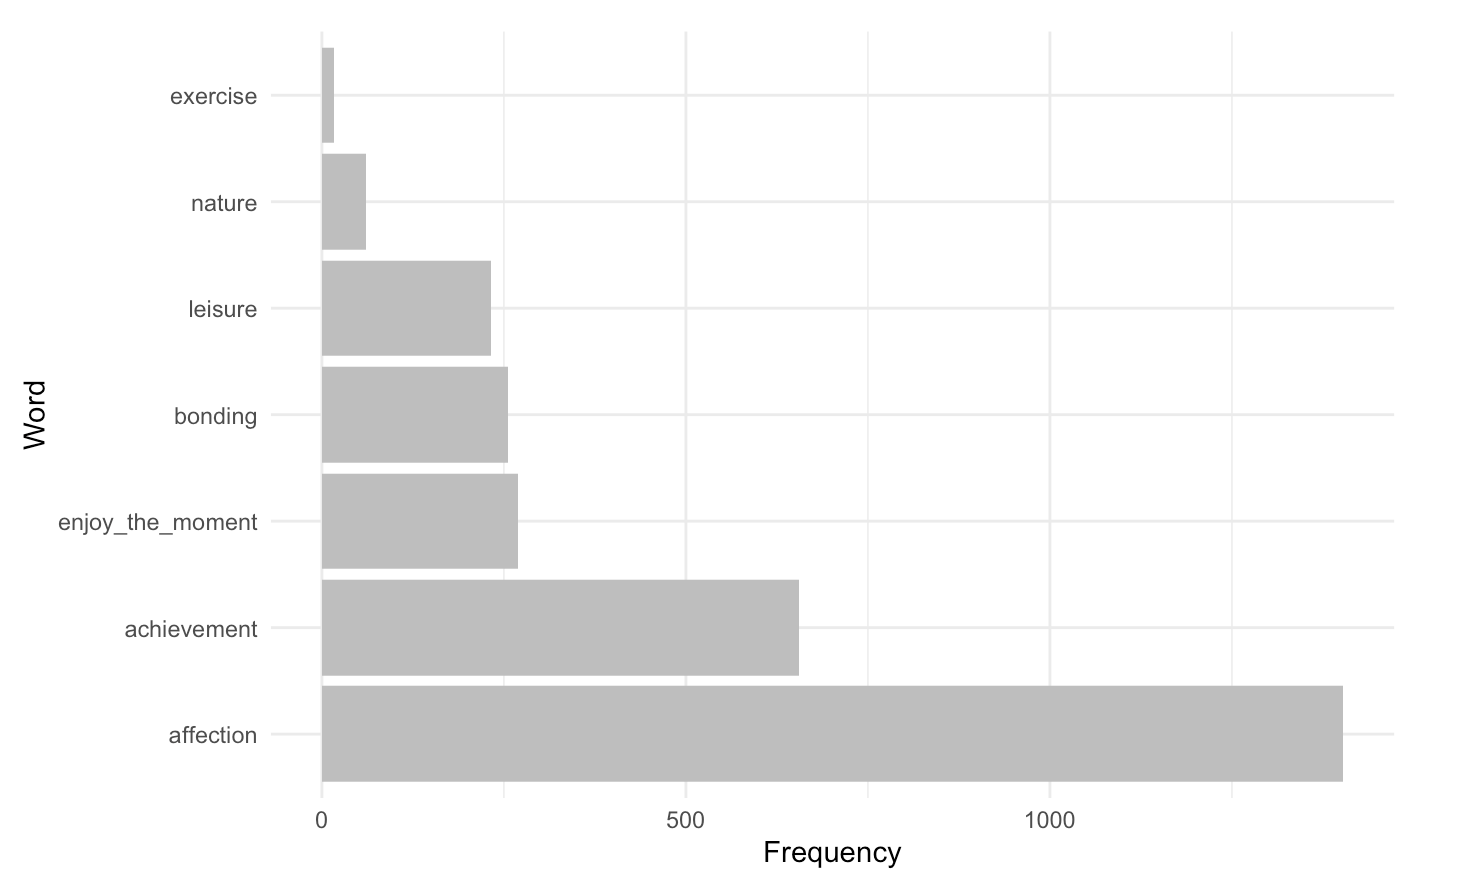 exercise
nature
leisure
bonding
enjoy_the_moment
achievement
affection
Word
0 500 1000
Frequency